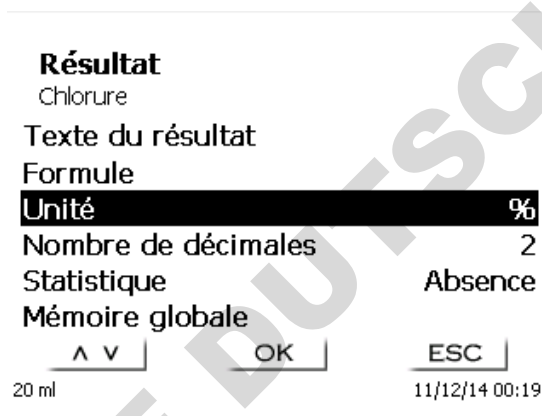 Résultat
Chlorure
Texte du résultat
Formule
Unité %
Nombre de décimales 2
Statistique Absence
Mémoire globale
∧ ∨ OK ESC
20 ml 11/12/14 00:19